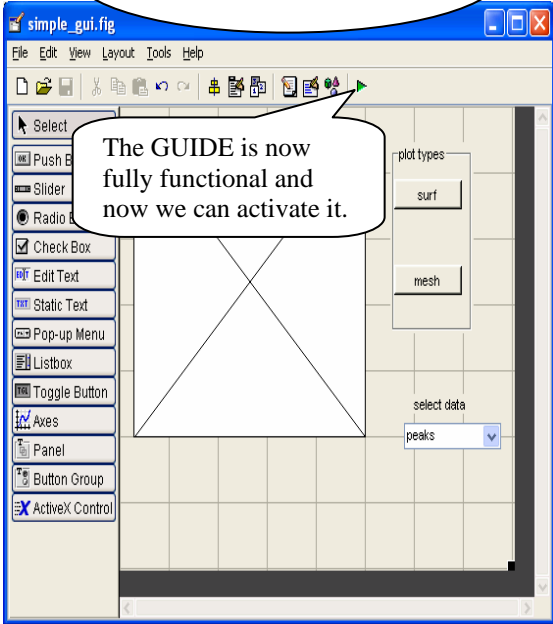 simple_gui.fig
File Edit View Layout Tools Help
Select
The GUIDE is now
fully functional and
now we can activate it.
Push B
Slider
Radio
Check Box
Edit Text
Static Text
Pop-up Menu
Listbox
Toggle Button
Axes
Panel
Button Group
ActiveX Control
plot types
surf
mesh
select data
peaks